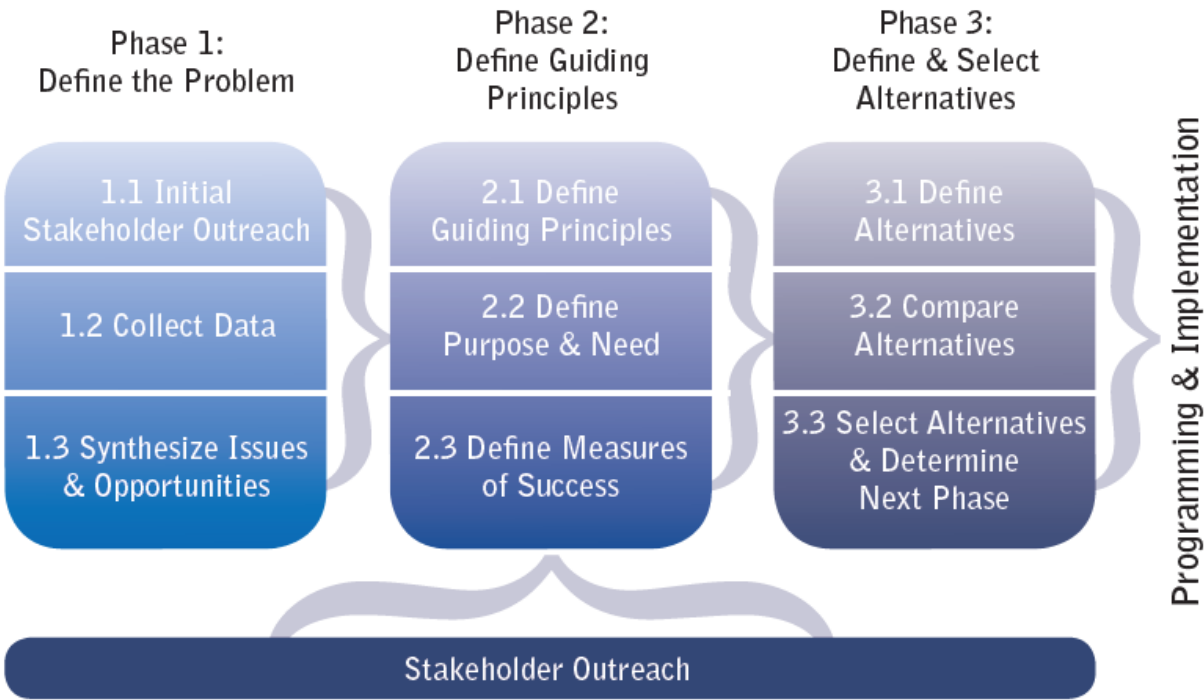 Phase 1:
Define the Problem
1.1 Initial
Stakeholder Outreach
1.2 Collect Data
1.3 Synthesize Issues
& Opportunities
Phase 2:
Define Guiding
Principles
2.1 Define
Guiding Principles
2.2 Define
Purpose & Need
2.3 Define Measures
of Success
Phase 3:
Define & Select
Alternatives
3.1 Define
Alternatives
3.2 Compare
Alternatives
3.3 Select Alternatives
& Determine
Next Phase
Programming & Implementation
Stakeholder Outreach